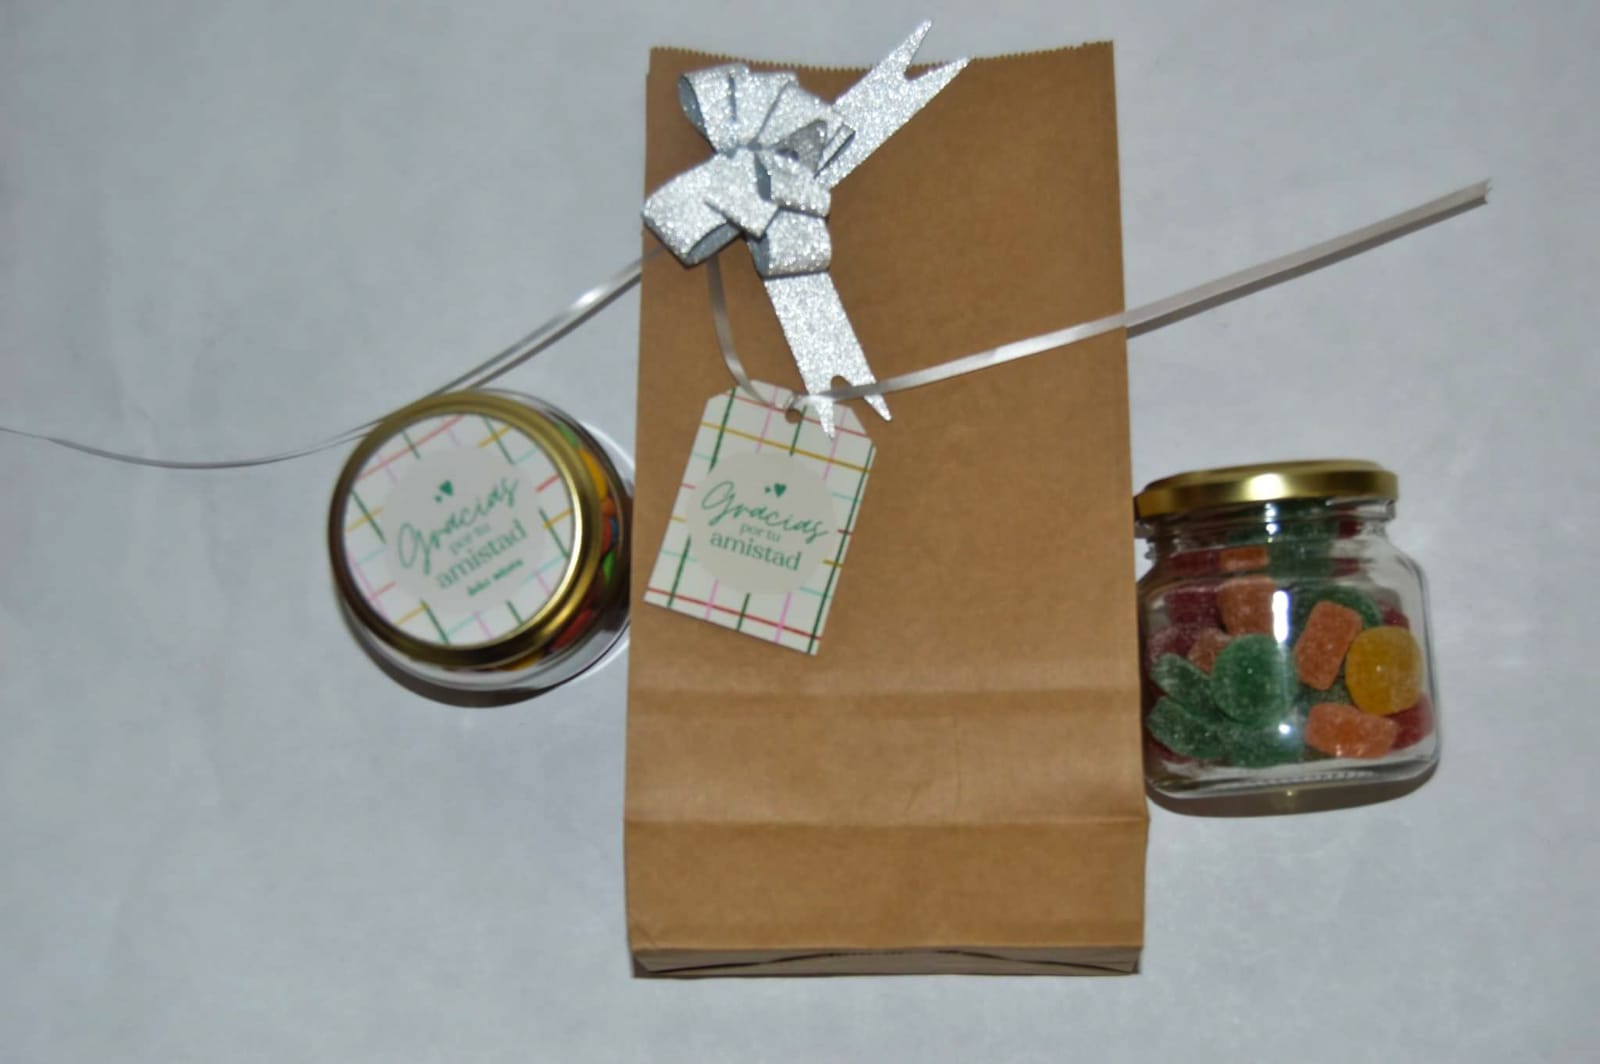 Gracias
por tu
amistad
Gracias
por tu
amistad